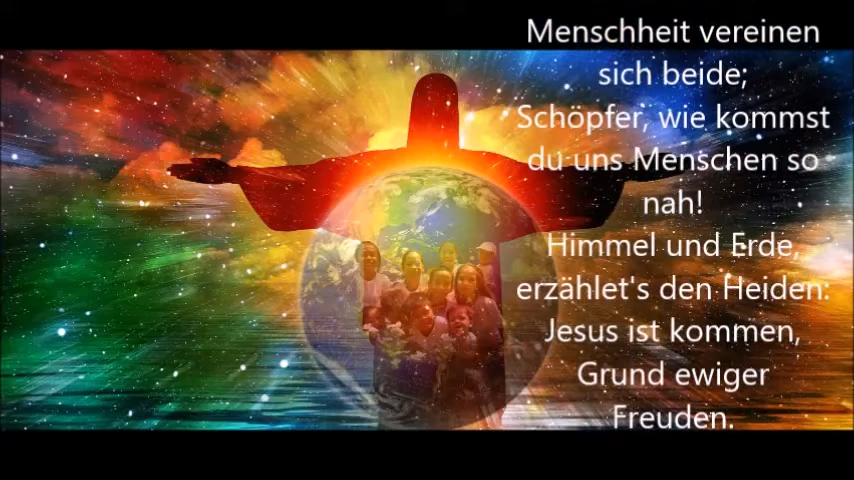 Menschheit vereinen
sich beide;
Schöpfer, wie kommst
du uns Menschen so
nah!
Himmel und Erde,
erzählet's den Heiden:
Jesus ist kommen,
Grund ewiger
Freuden.